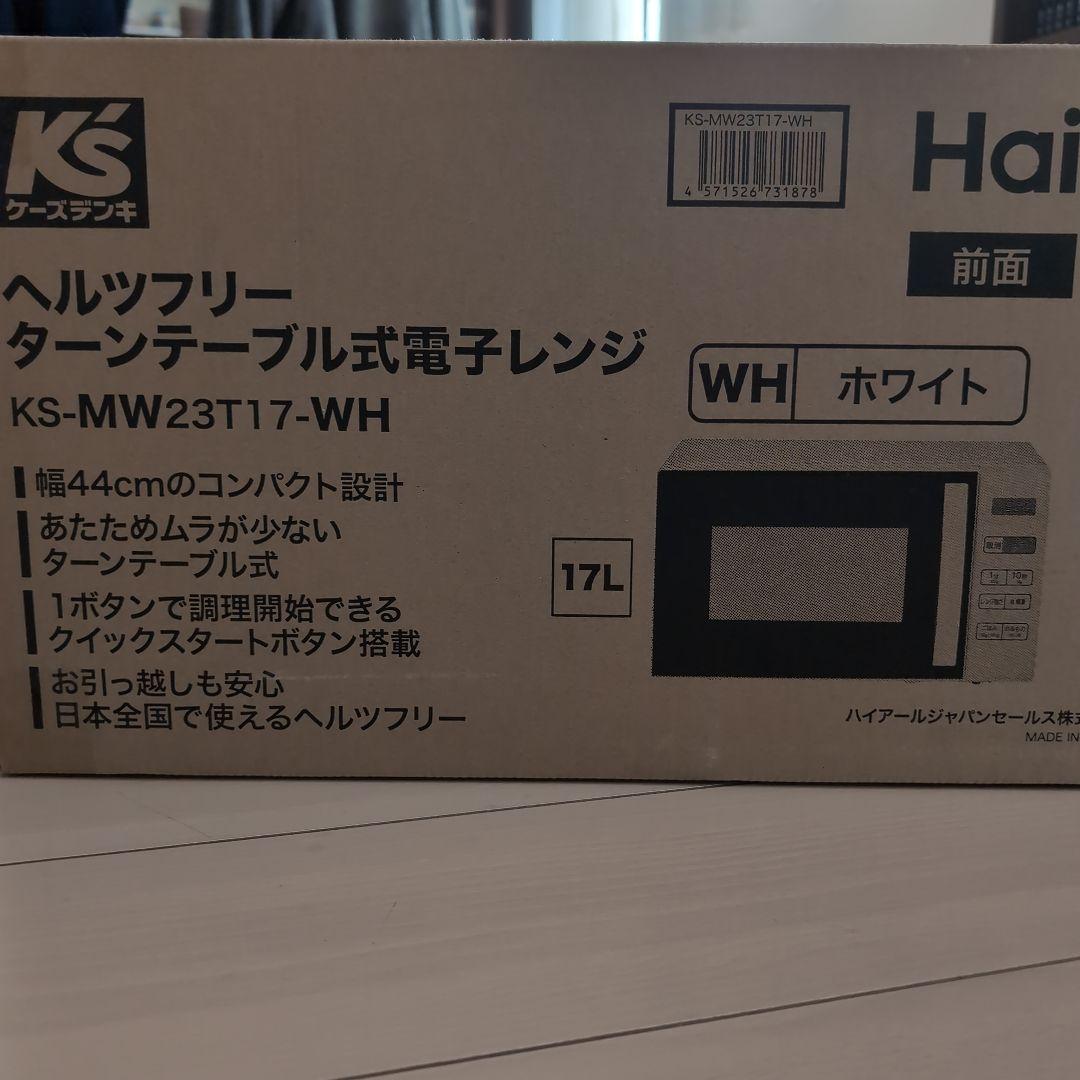 K's
ケーズデンキ
KS-MW23T17-WH
4 571526 731878
Hai
前面
ヘルツフリー
ターンテーブル式電子レンジ
KS-MW23T17-WH
WH ホワイト
幅44cmのコンパクト設計
あたためムラが少ない
ターンテーブル式
1ボタンで調理開始できる
クイックスタートボタン搭載
お引っ越しも安心
日本全国で使えるヘルツフリー
17L
1分 10秒
ハイアールジャパンセールス株式
MADE IN